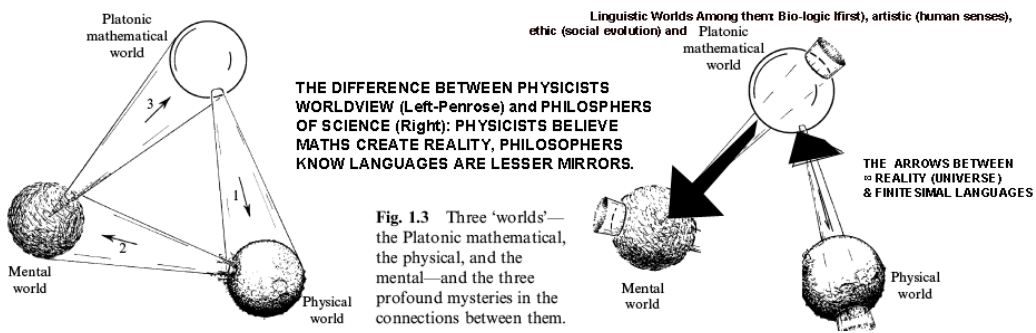 Platonic
mathematical
world
3
1
2
Mental
world
Physical
world
THE DIFFERENCE BETWEEN PHYSICISTS
WORLDVIEW (Left-Penrose) and PHILOSPHERS
OF SCIENCE (Right): PHYSICISTS BELIEVE
MATHS CREATE REALITY, PHILOSOPHERS
KNOW LANGUAGES ARE LESSER MIRRORS.
Fig. 1.3 Three ‘worlds’—
the Platonic mathematical,
the physical, and the
mental—and the three
profound mysteries in the
connections between them.
Linguistic Worlds Among them: Bio-logic lfirst), artistic (human senses),
ethic (social evolution) and Platonic
mathematical
world
THE ARROWS BETWEEN
∞ REALITY (UNIVERSE)
& FINITESIMAL LANGUAGES
Mental
world
Physical
world